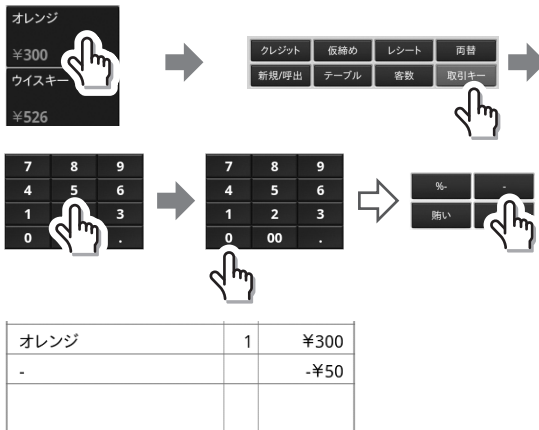 オレンジ
¥300
ウイスキー
¥526
クレジット 仮締め レシート 両替
新規/呼出 テーブル 客数 取引キー
7 8 9
4 5 6
1 3
0 .
7 8 9
4 5 6
1 2 3
0 00 .
%- -
賄い
オレンジ 1 ¥300
- -¥50